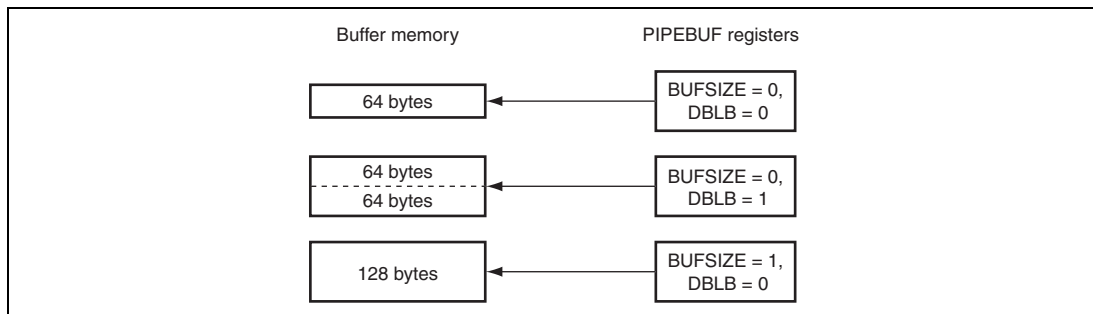 Buffer memory PIPEBUF registers
64 bytes
BUFSIZE = 0,
DBLB = 0
64 bytes
64 bytes
BUFSIZE = 0,
DBLB = 1
128 bytes
BUFSIZE = 1,
DBLB = 0